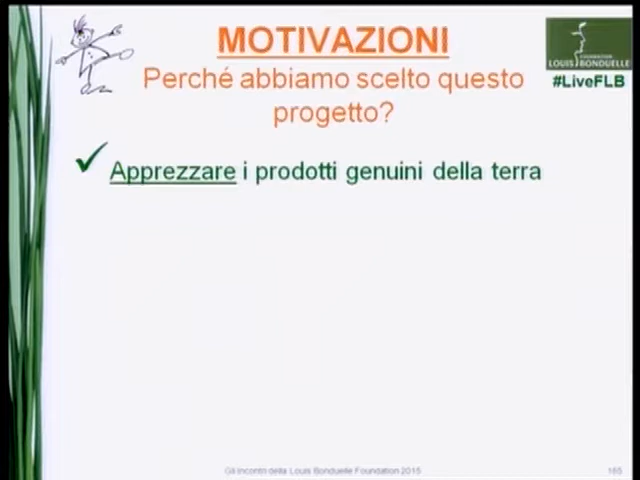 MOTIVAZIONI
Perché abbiamo scelto questo
progetto?
FOUNDATION
LOUIS BONDUELLE
#LiveFLB
Apprezzare i prodotti genuini della terra
Gli Incontri della Louis Bonduelle Foundation 2015
165